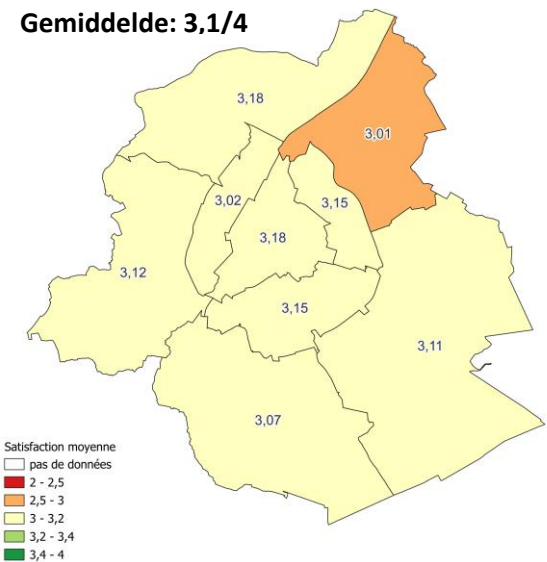 Gemiddelde: 3,1/4
3,18
3,01
3,02
3,15
3,18
3,12
3,15
3,11
3,07
Satisfaction moyenne
pas de données
2 - 2,5
2,5 - 3
3 - 3,2
3,2 - 3,4
3,4 - 4